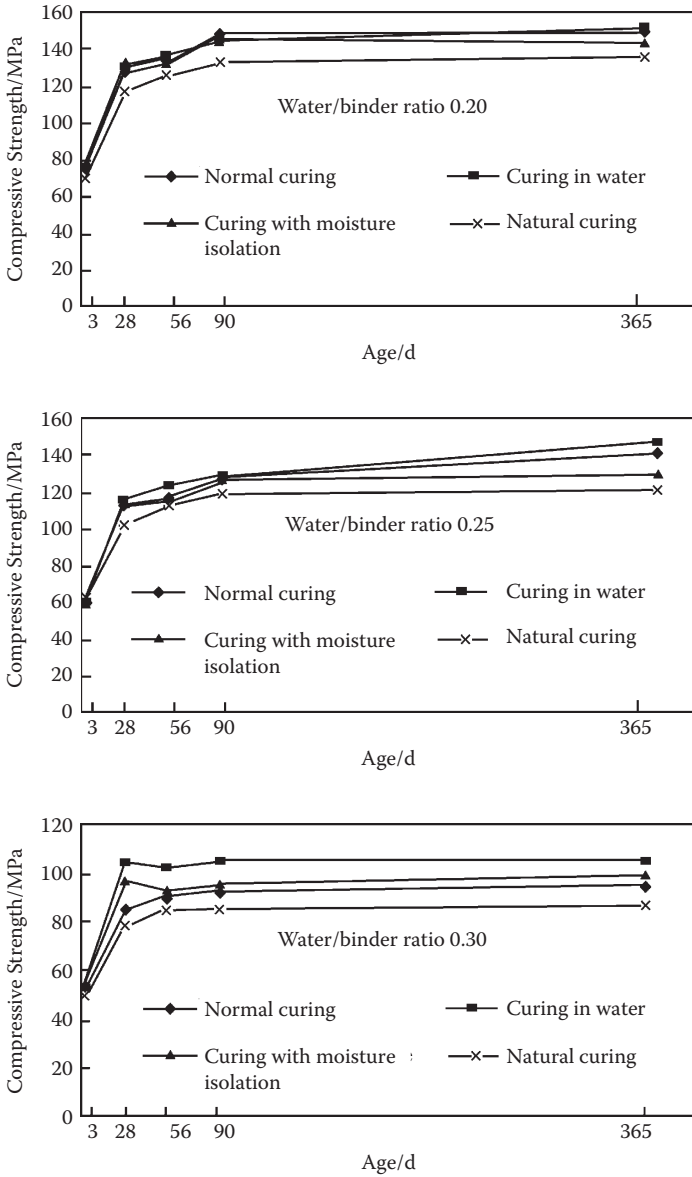 160
140
120
100
80
60
40
20
0
Compressive Strength/MPa
Water/binder ratio 0.20
Normal curing
Curing in water
Curing with moisture
isolation
Natural curing
3 28 56 90 365
Age/d
160
140
120
100
80
60
40
20
0
Compressive Strength/MPa
Water/binder ratio 0.25
Normal curing
Curing in water
Curing with moisture
isolation
Natural curing
3 28 56 90 365
Age/d
120
100
80
60
40
20
0
Compressive Strength/MPa
Water/binder ratio 0.30
Normal curing
Curing in water
Curing with moisture
isolation
Natural curing
3 28 56 90 365
Age/d